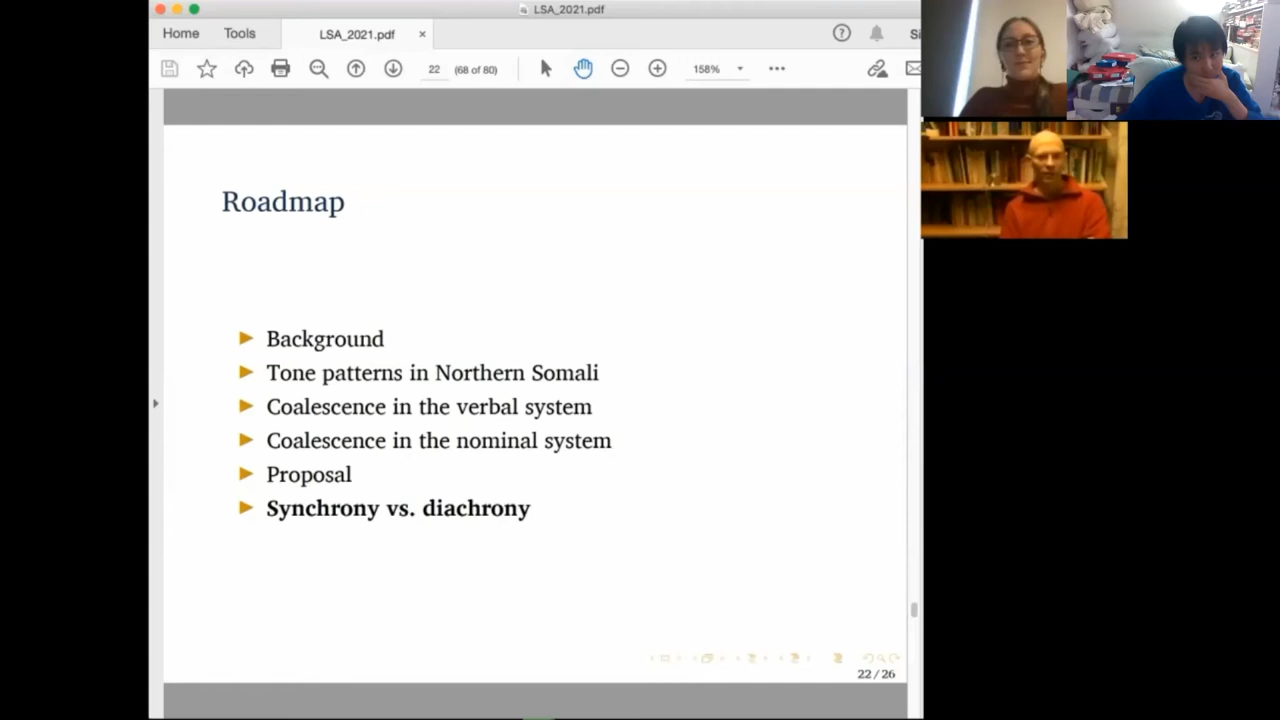 LSA_2021.pdf
Home Tools LSA_2021.pdf ×
22 (68 of 80) 158%
Roadmap
Background
Tone patterns in Northern Somali
Coalescence in the verbal system
Coalescence in the nominal system
Proposal
Synchrony vs. diachrony
22 / 26